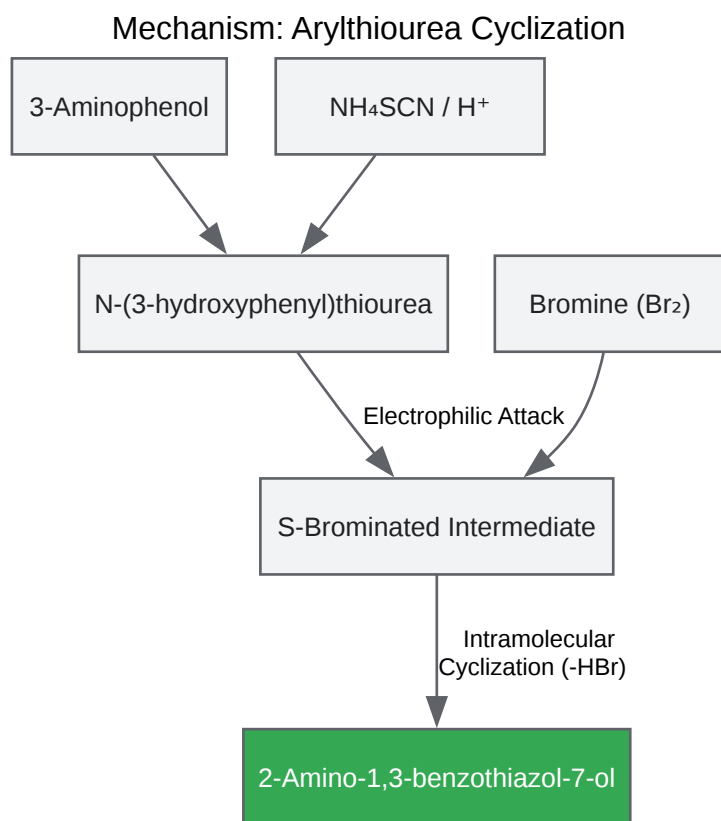 Mechanism: Arylthiourea Cyclization
3-Aminophenol
NH₄SCN / H⁺
N-(3-hydroxyphenyl)thiourea
Bromine (Br₂)
Electrophilic Attack
S-Brominated Intermediate
Intramolecular
Cyclization (-HBr)
2-Amino-1,3-benzothiazol-7-ol